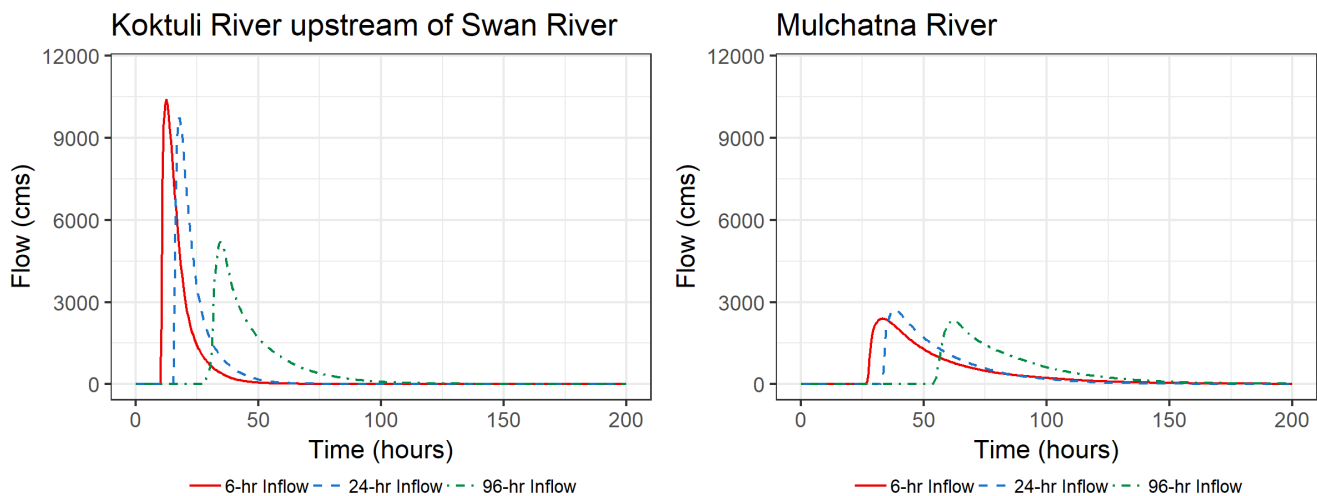 Koktuli River upstream of Swan River
12000
9000
6000
3000
0
Flow (cms)
0 50 100 150 200
Time (hours)
6-hr Inflow 24-hr Inflow 96-hr Inflow
Mulchatna River
12000
9000
6000
3000
0
Flow (cms)
0 50 100 150 200
Time (hours)
6-hr Inflow 24-hr Inflow 96-hr Inflow